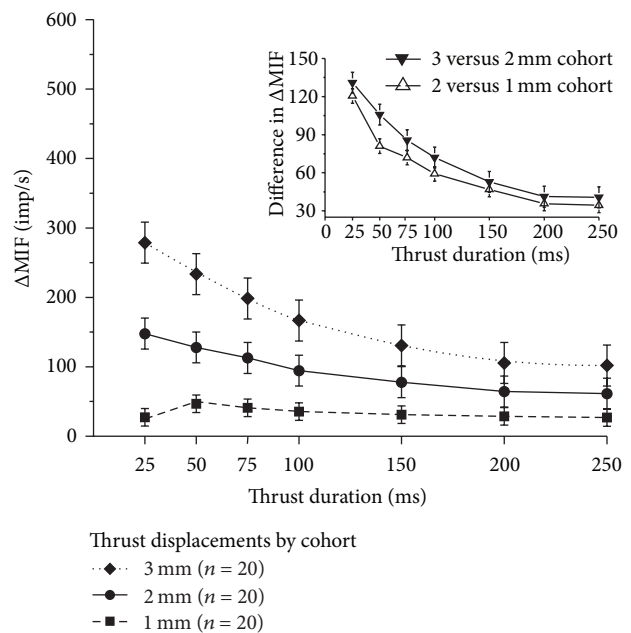 600
500
400
300
200
100
0
ΔMIF (imp/s)
25 50 75 100 150 200 250
Thrust duration (ms)
150
120
90
60
30
Difference in ΔMIF
0 25 50 75 100 150 200 250
Thrust duration (ms)
3 versus 2 mm cohort
2 versus 1 mm cohort
Thrust displacements by cohort
3 mm (n = 20)
2 mm (n = 20)
1 mm (n = 20)